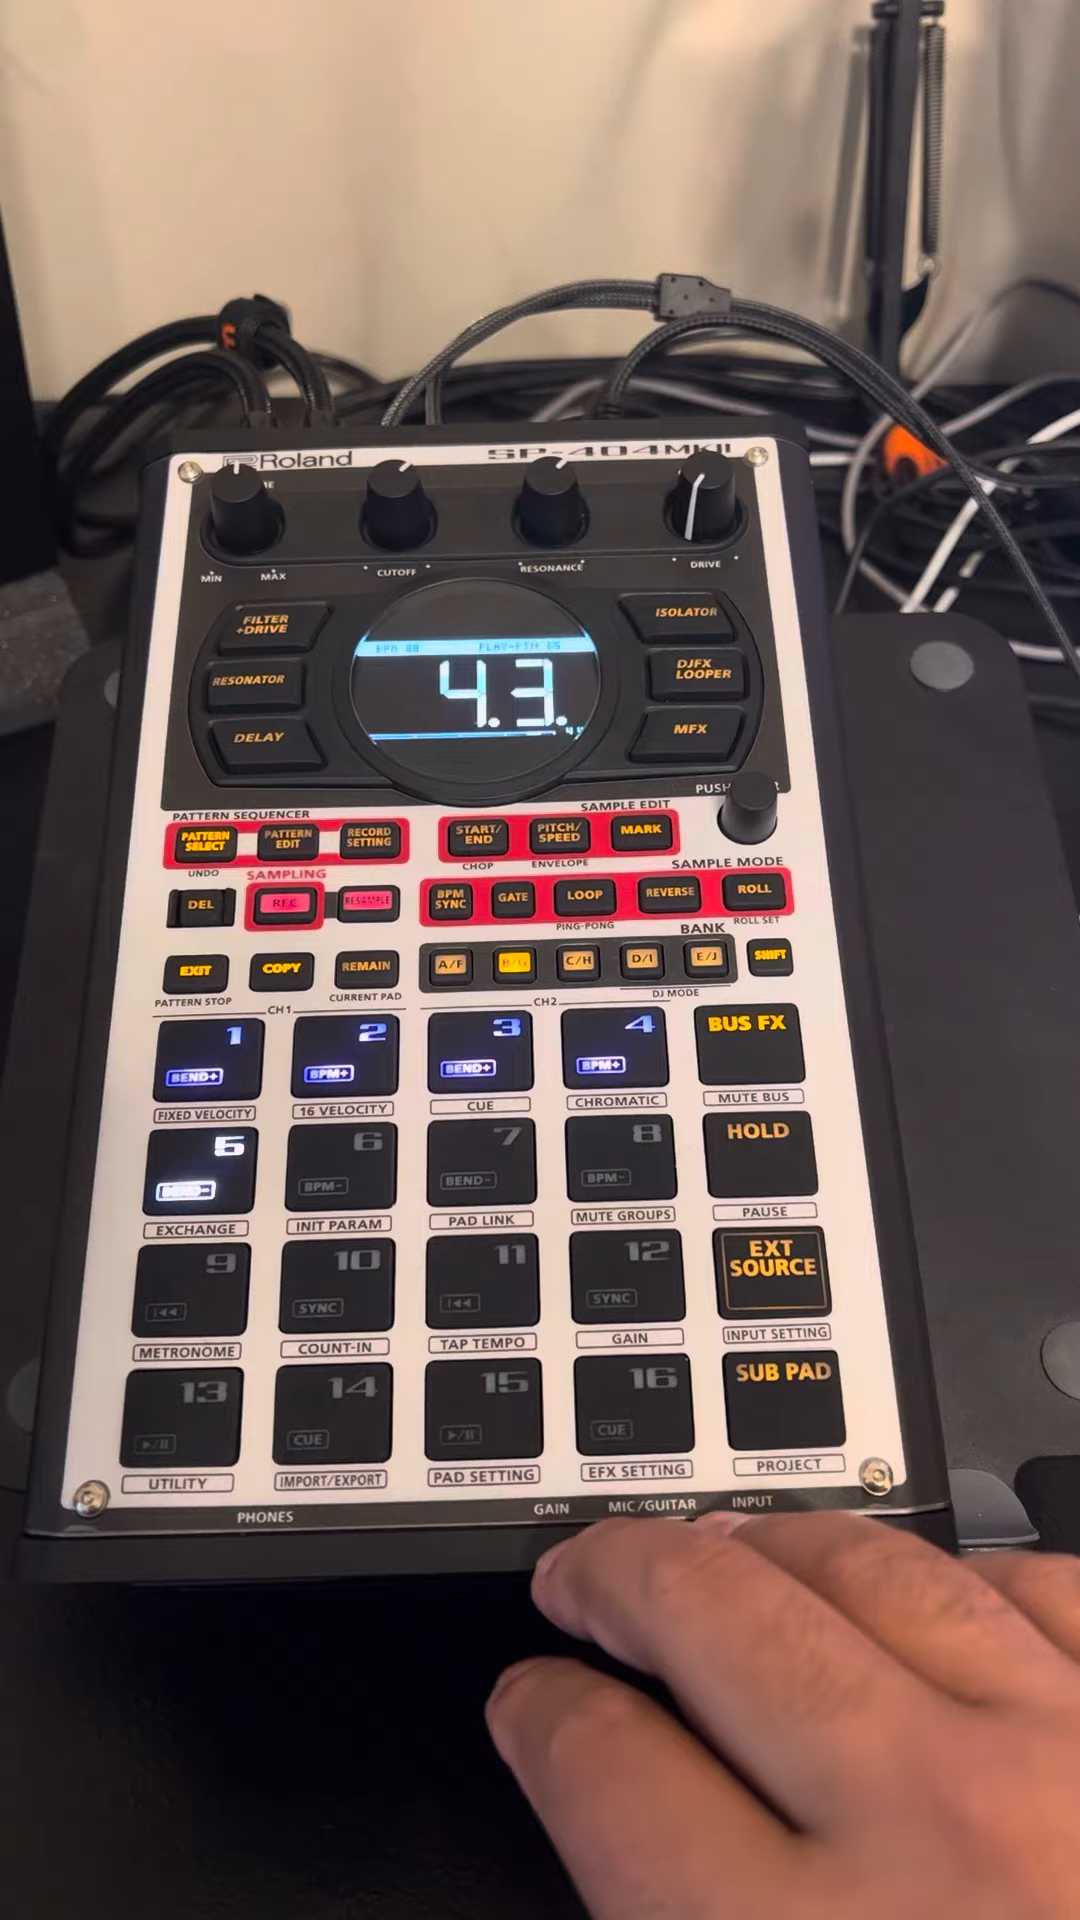 Roland SP-404MKII
MIN MAX CUTOFF RESONANCE DRIVE
FILTER
+DRIVE
ISOLATOR
RESONATOR
DJFX
LOOPER
DELAY
MFX
4.3.
PUSH
PATTERN SEQUENCER
SAMPLE EDIT
PATTERN
SELECT
PATTERN
EDIT
RECORD
SETTING
START/
END
PITCH/
SPEED
MARK
UNDO
CHOP
ENVELOPE
SAMPLING
SAMPLE MODE
DEL
REC
RESAMPLE
BPM
SYNC
GATE
LOOP
REVERSE
ROLL
PING-PONG
ROLL SET
BANK
EXIT
COPY
REMAIN
A/F
B/G
C/H
D/I
E/J
SHIFT
PATTERN STOP
CURRENT PAD
DJ MODE
CH1
CH2
1
BEND+
2
BPM+
3
BEND+
4
BPM+
BUS FX
FIXED VELOCITY
16 VELOCITY
CUE
CHROMATIC
MUTE BUS
5
BEND-
6
BPM-
7
BEND-
8
BPM-
HOLD
EXCHANGE
INIT PARAM
PAD LINK
MUTE GROUPS
PAUSE
9
10
SYNC
11
12
SYNC
EXT
SOURCE
METRONOME
COUNT-IN
TAP TEMPO
GAIN
INPUT SETTING
13
14
CUE
15
16
CUE
SUB PAD
UTILITY
IMPORT/EXPORT
PAD SETTING
EFX SETTING
PROJECT
PHONES
GAIN
MIC/GUITAR
INPUT